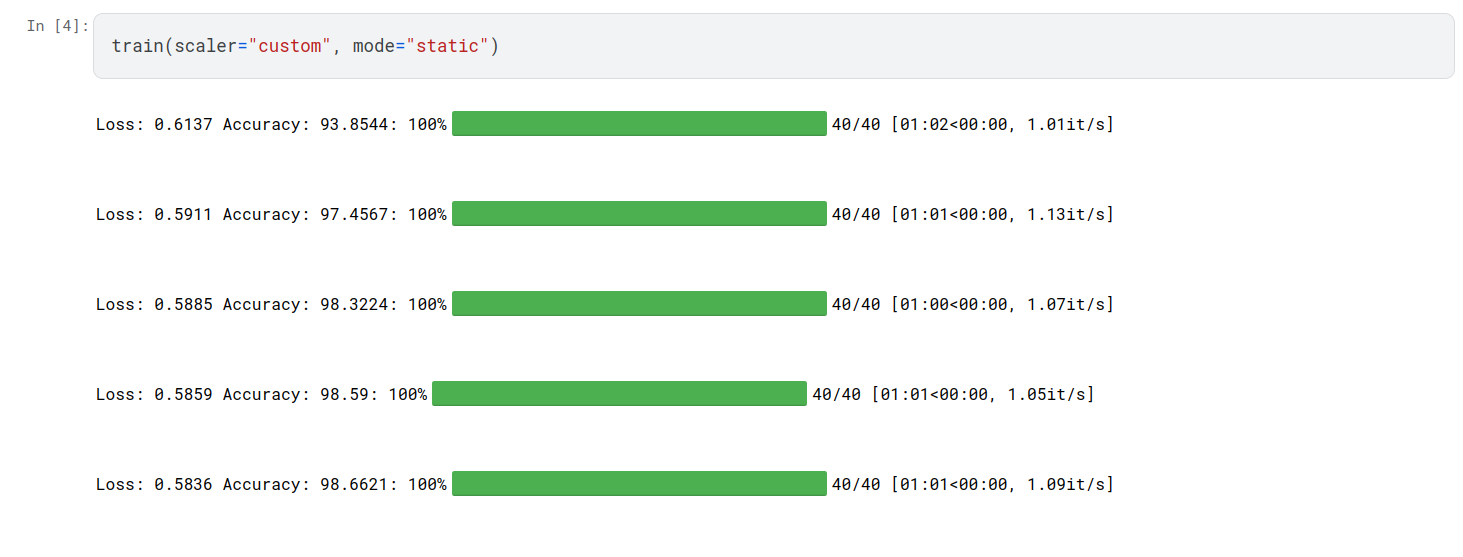 In [4]:
train(scaler="custom", mode="static")
Loss: 0.6137 Accuracy: 93.8544: 100% 40/40 [01:02<00:00, 1.01it/s]
Loss: 0.5911 Accuracy: 97.4567: 100% 40/40 [01:01<00:00, 1.13it/s]
Loss: 0.5885 Accuracy: 98.3224: 100% 40/40 [01:00<00:00, 1.07it/s]
Loss: 0.5859 Accuracy: 98.59: 100% 40/40 [01:01<00:00, 1.05it/s]
Loss: 0.5836 Accuracy: 98.6621: 100% 40/40 [01:01<00:00, 1.09it/s]